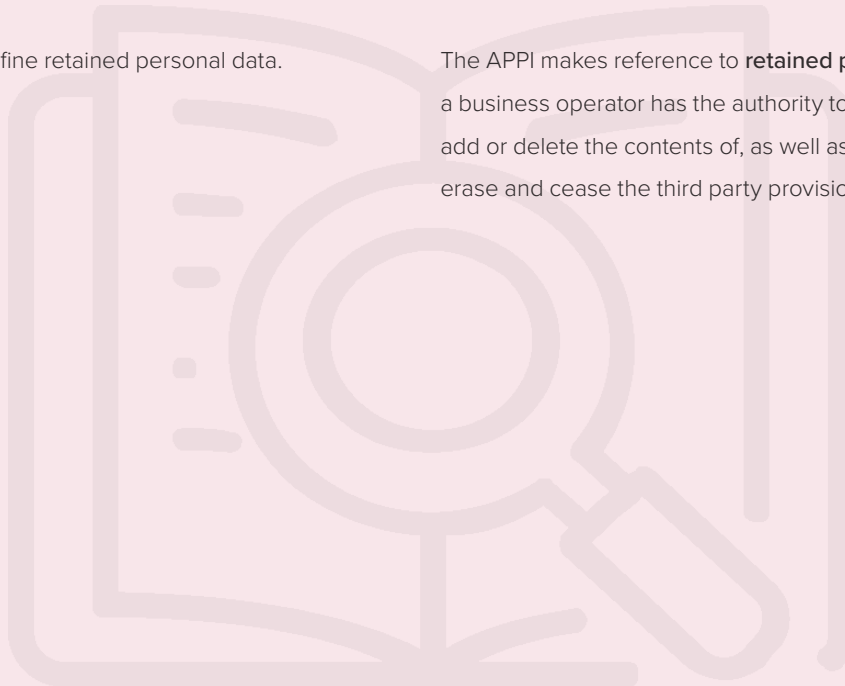 fine retained personal data.
The APPI makes reference to retained
a business operator has the authority to
add or delete the contents of, as well as
erase and cease the third party